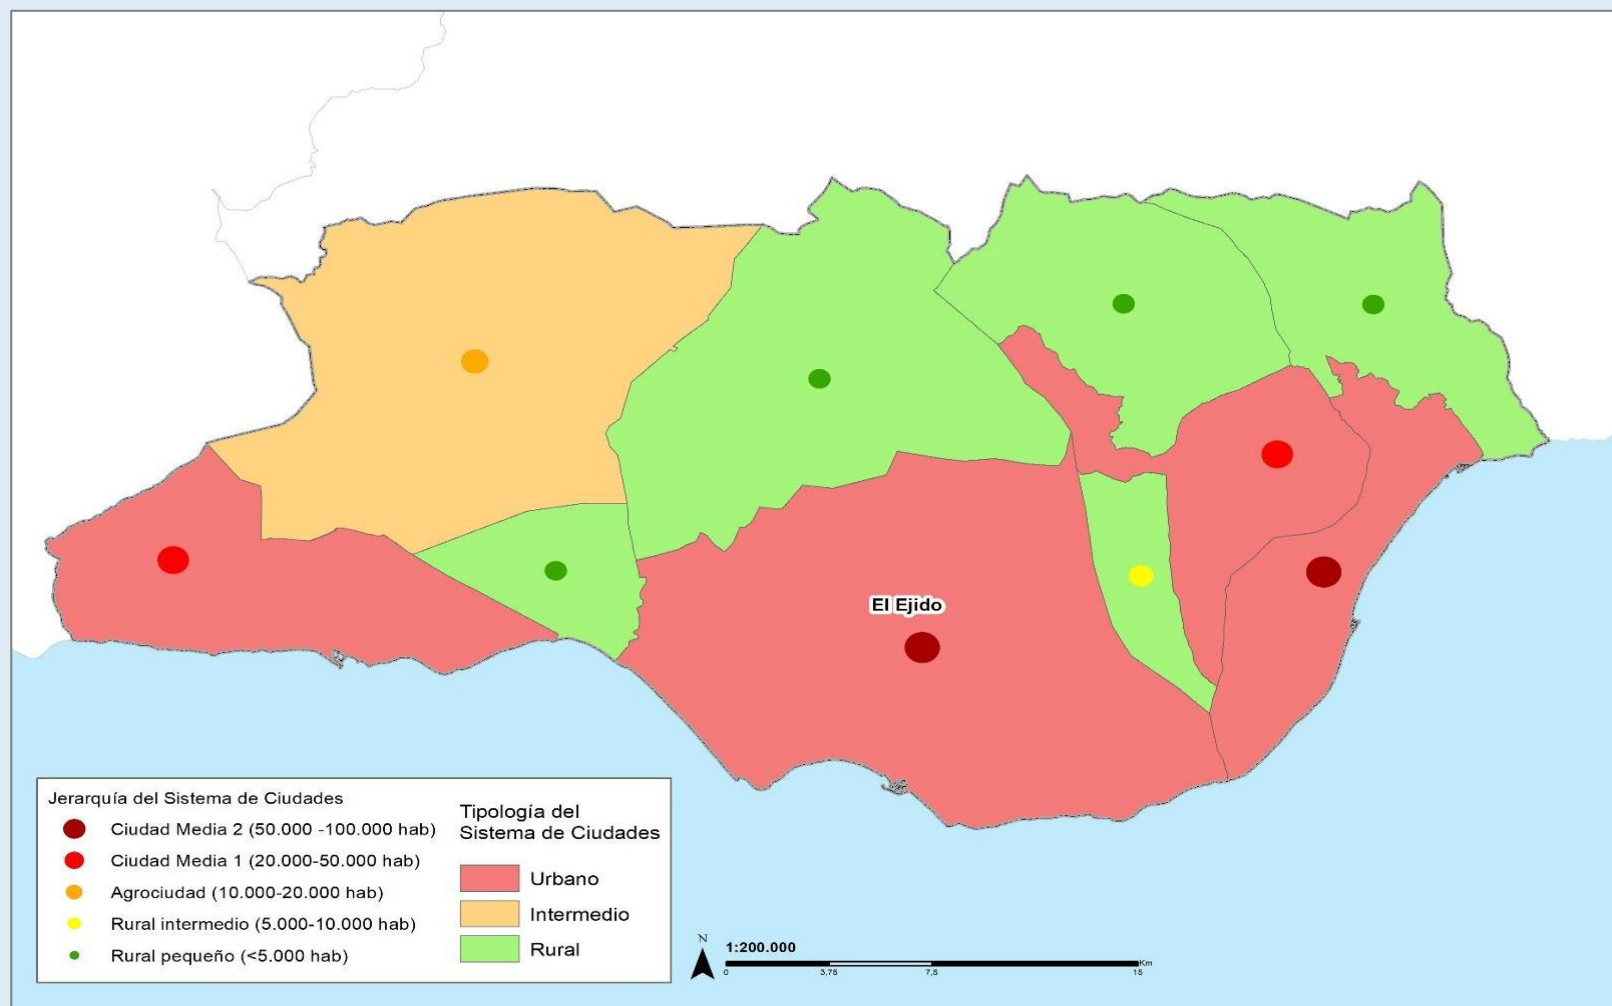 El Ejido
Jerarquía del Sistema de Ciudades
Ciudad Media 2 (50.000 -100.000 hab)
Ciudad Media 1 (20.000-50.000 hab)
Agrociudad (10.000-20.000 hab)
Rural intermedio (5.000-10.000 hab)
Rural pequeño (<5.000 hab)
Tipología del
Sistema de Ciudades
Urbano
Intermedio
Rural
N
1:200.000
0 3,75 7,5 15 Km